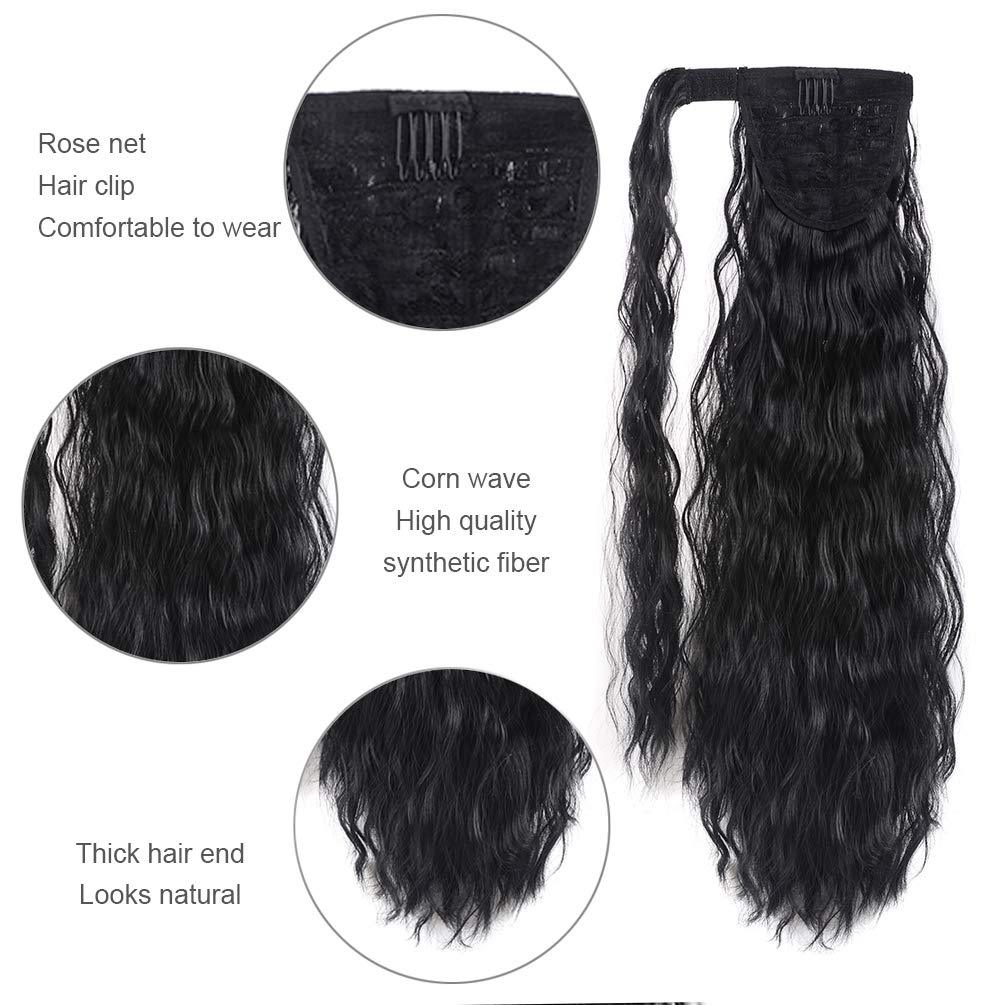 Rose net
Hair clip
Comfortable to wear
Corn wave
High quality
synthetic fiber
Thick hair end
Looks natural